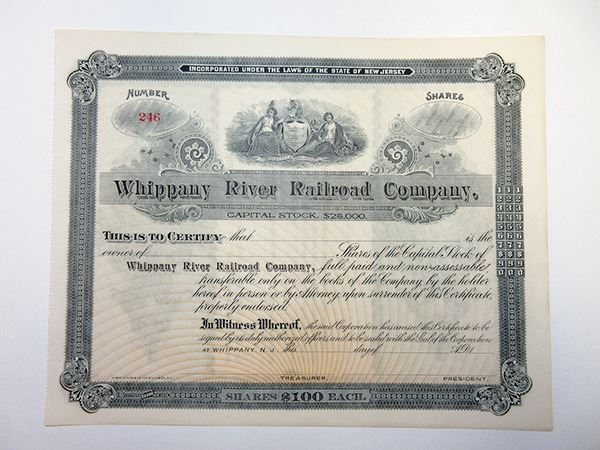 INCORPORATED UNDER THE LAWS OF THE STATE OF NEW JERSEY
NUMBER
SHARES
246
Whippany River Railroad Company.
CAPITAL STOCK, $25,000.
THIS IS TO CERTIFY that is the
owner of Shares of the Capital Stock of
Whippany River Railroad Company, full paid and non-assessable
transferable only on the books of the Company by the holder
hereof in person or by Attorney upon surrender of this Certificate
properly endorsed.
In Witness Whereof, the said Corporation has caused this Certificate to be
signed by its duly authorized officers and to be sealed with the Seal of the Corporation
AT WHIPPANY, N. J. this day of A.D.
TREASURER. PRESIDENT.
SHARES $100 EACH.